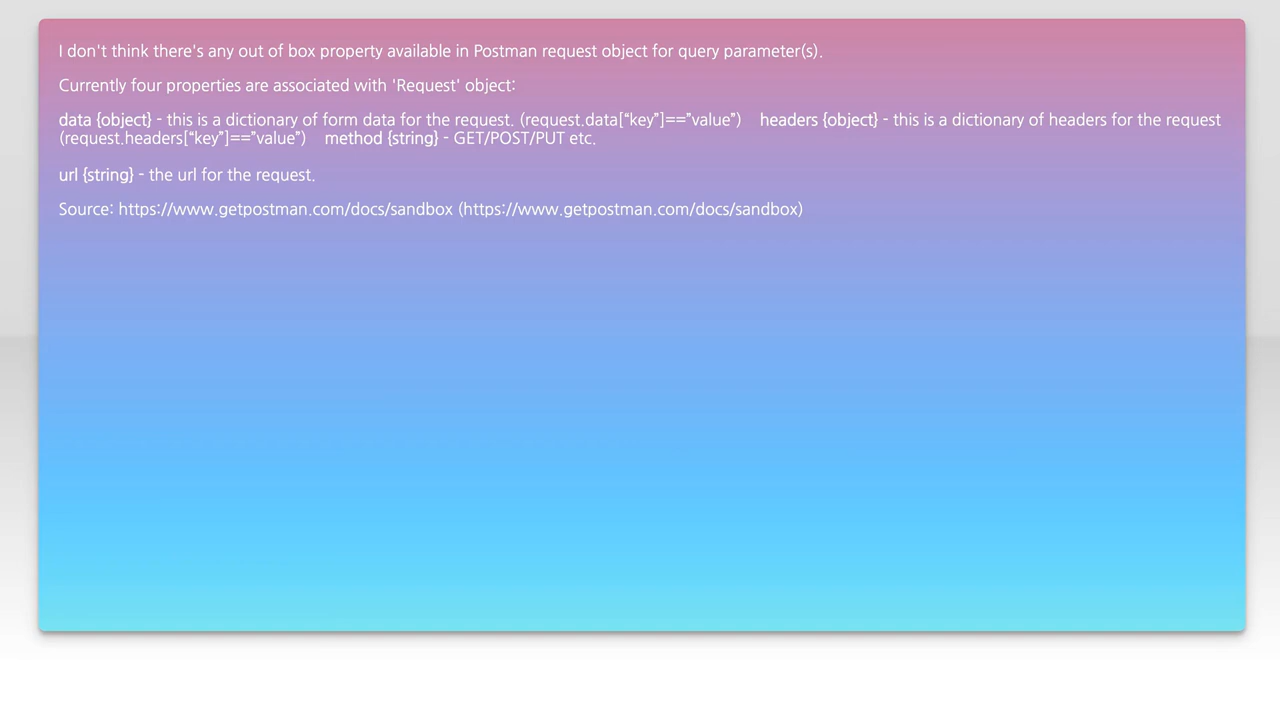 I don't think there's any out of box property available in Postman request object for query parameter(s).
Currently four properties are associated with 'Request' object:
data {object} - this is a dictionary of form data for the request. (request.data[“key”]==”value”) headers {object} - this is a dictionary of headers for the request
(request.headers[“key”]==”value”) method {string} - GET/POST/PUT etc.
url {string} - the url for the request.
Source: https://www.getpostman.com/docs/sandbox (https://www.getpostman.com/docs/sandbox)